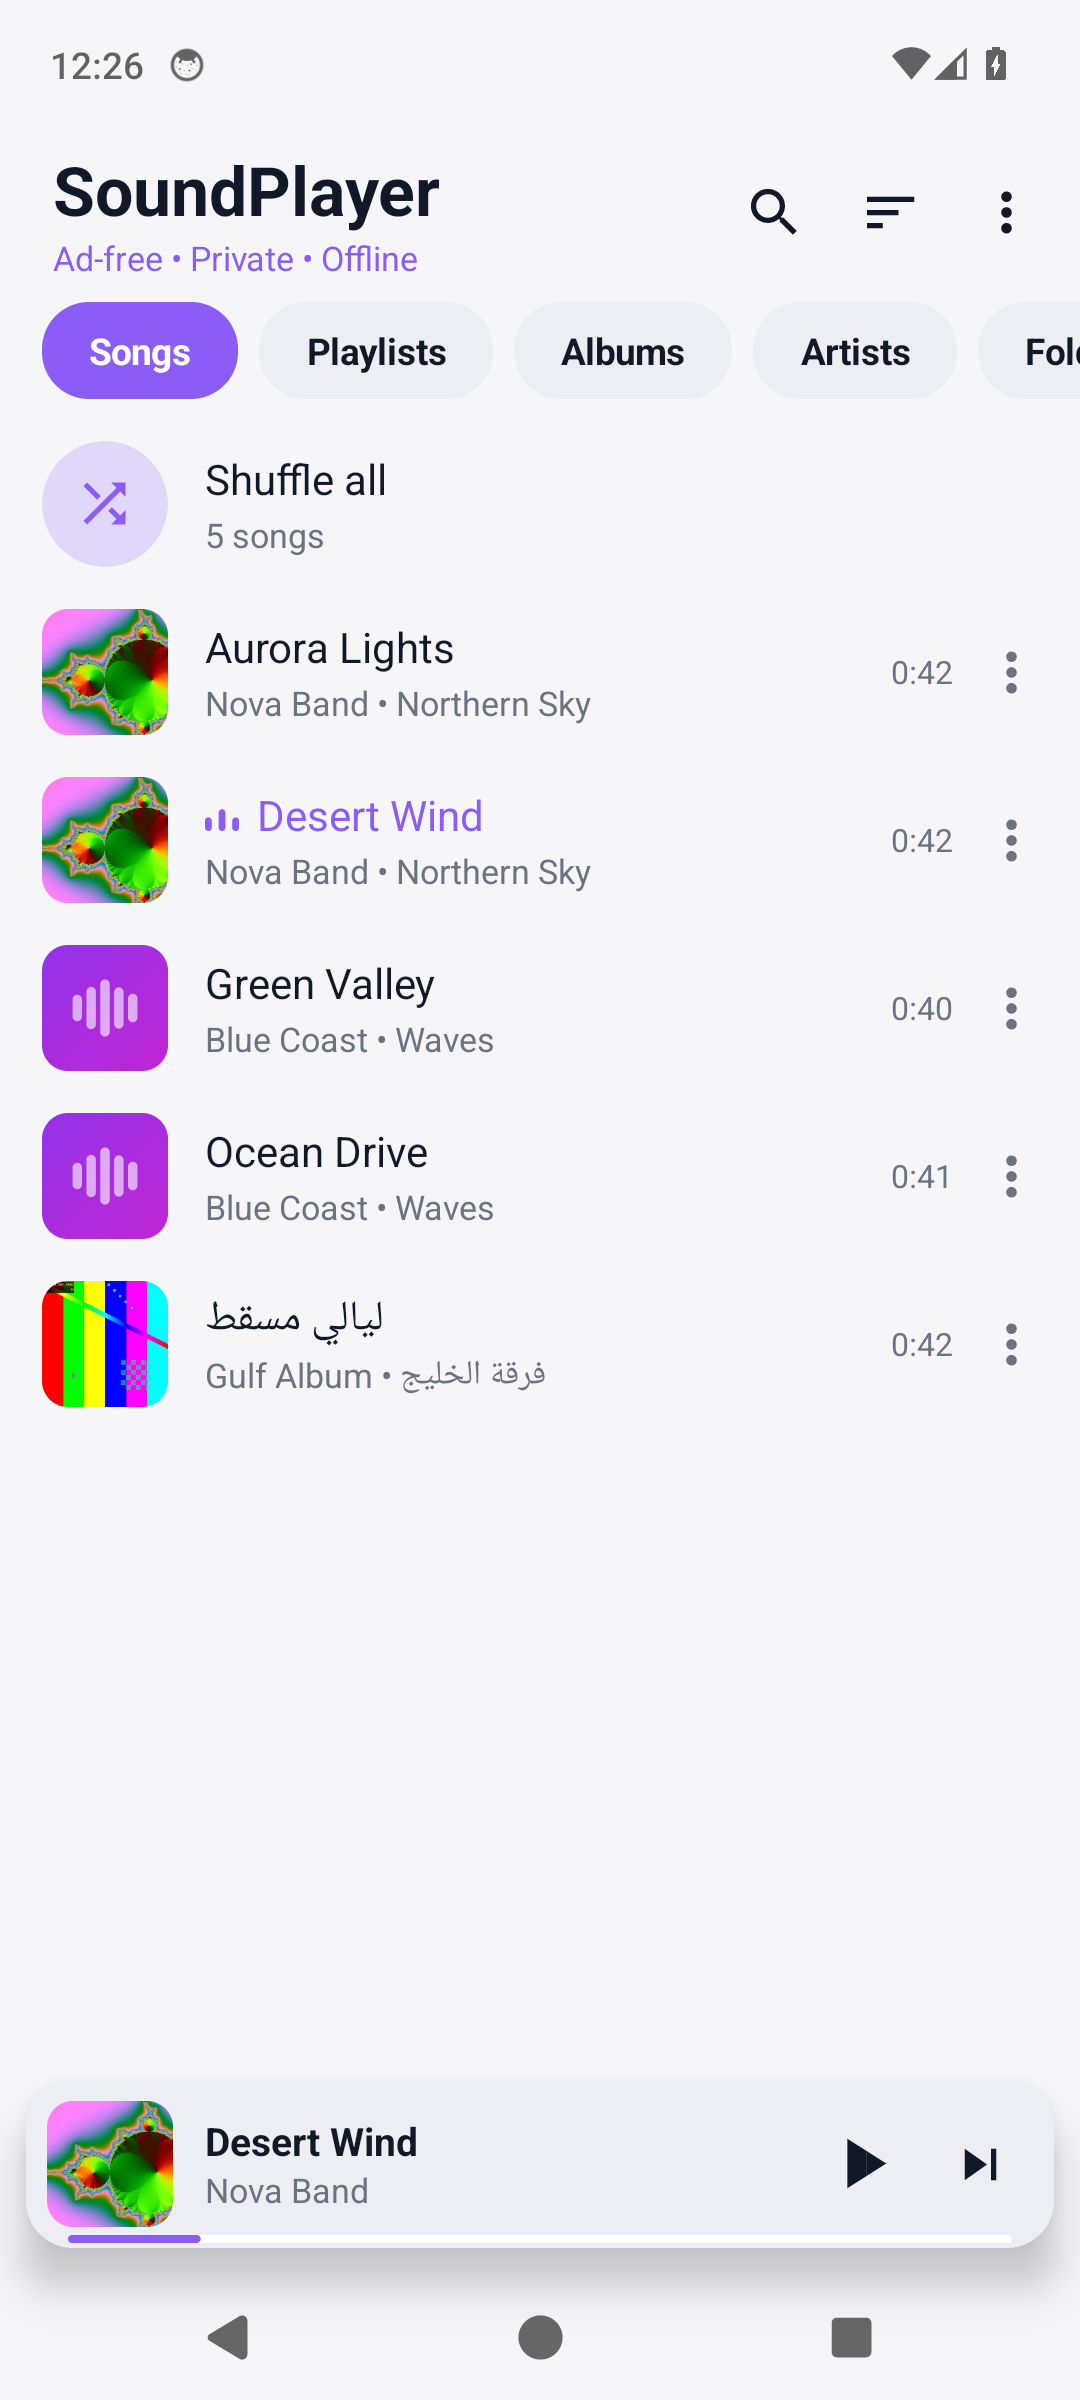 12:26
SoundPlayer
Ad-free • Private • Offline
Songs
Playlists
Albums
Artists
Fol
Shuffle all
5 songs
Aurora Lights
Nova Band • Northern Sky
0:42
Desert Wind
Nova Band • Northern Sky
0:42
Green Valley
Blue Coast • Waves
0:40
Ocean Drive
Blue Coast • Waves
0:41
ليالي مسقط
Gulf Album • فرقة الخليج
0:42
Desert Wind
Nova Band